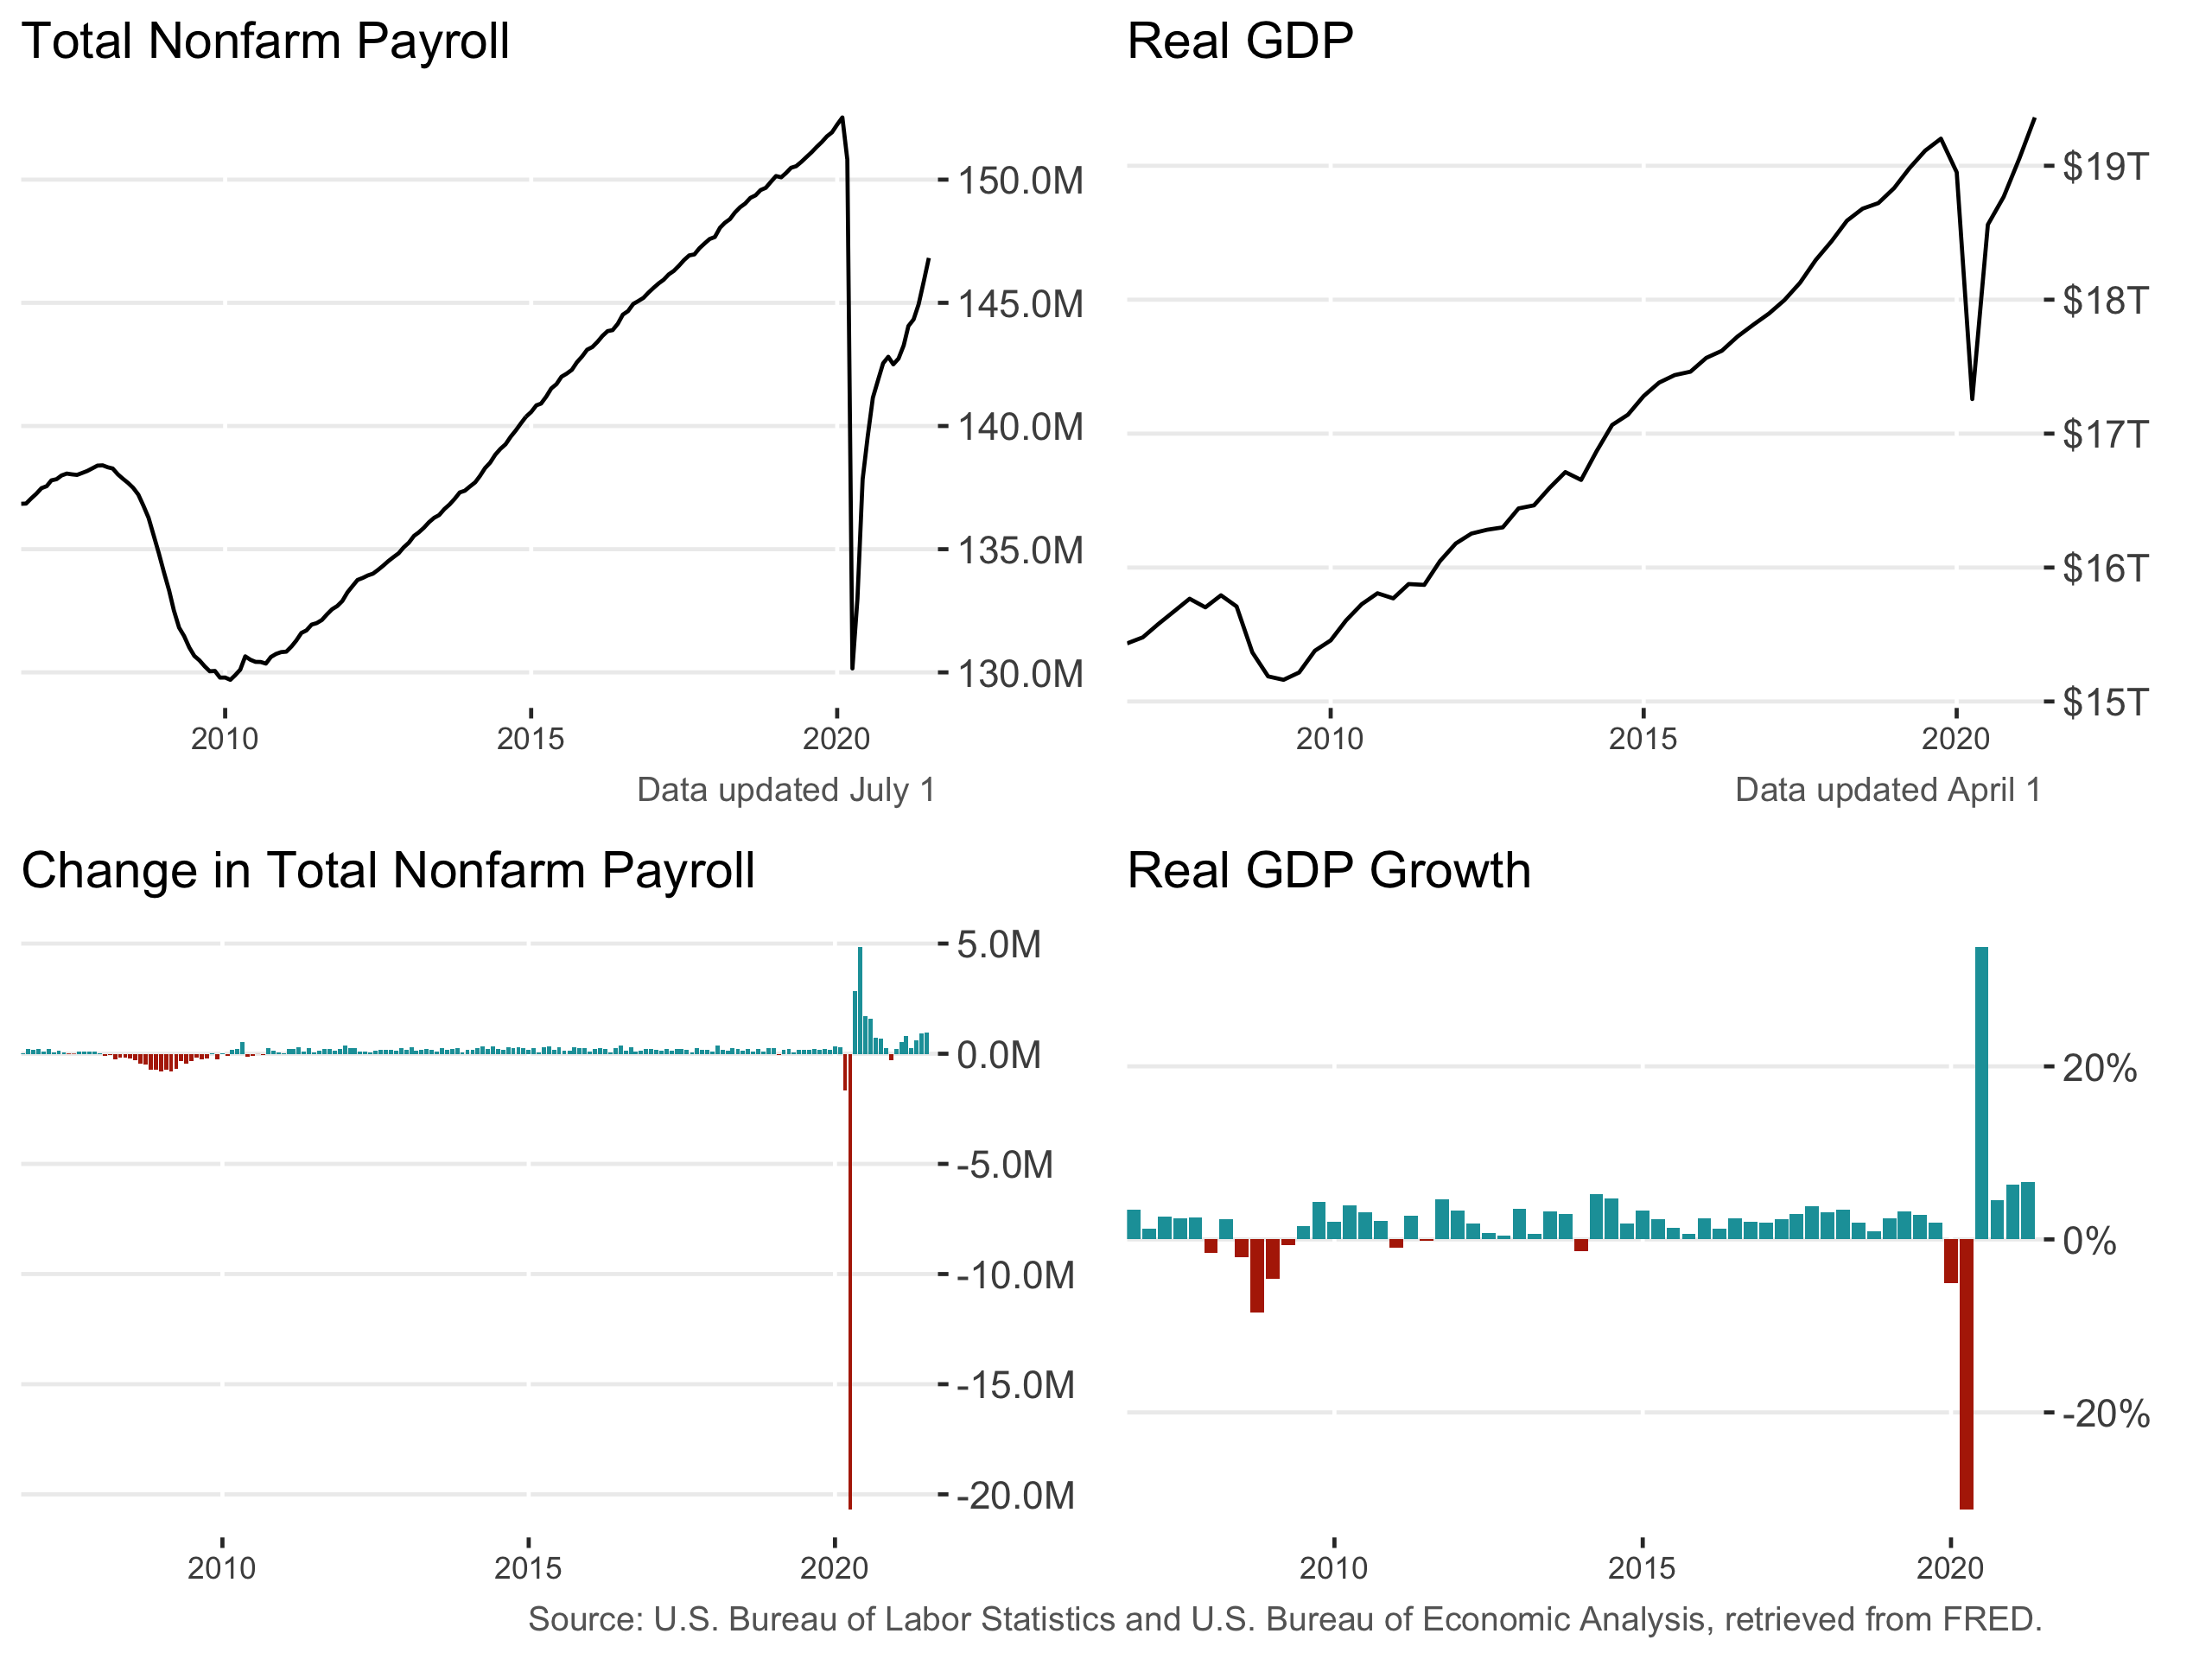 Total Nonfarm Payroll
150.0M
145.0M
140.0M
135.0M
130.0M
2010 2015 2020
Data updated July 1
Real GDP
$19T
$18T
$17T
$16T
$15T
2010 2015 2020
Data updated April 1
Change in Total Nonfarm Payroll
5.0M
0.0M
-5.0M
-10.0M
-15.0M
-20.0M
2010 2015 2020
Real GDP Growth
20%
0%
-20%
2010 2015 2020
Source: U.S. Bureau of Labor Statistics and U.S. Bureau of Economic Analysis, retrieved from FRED.